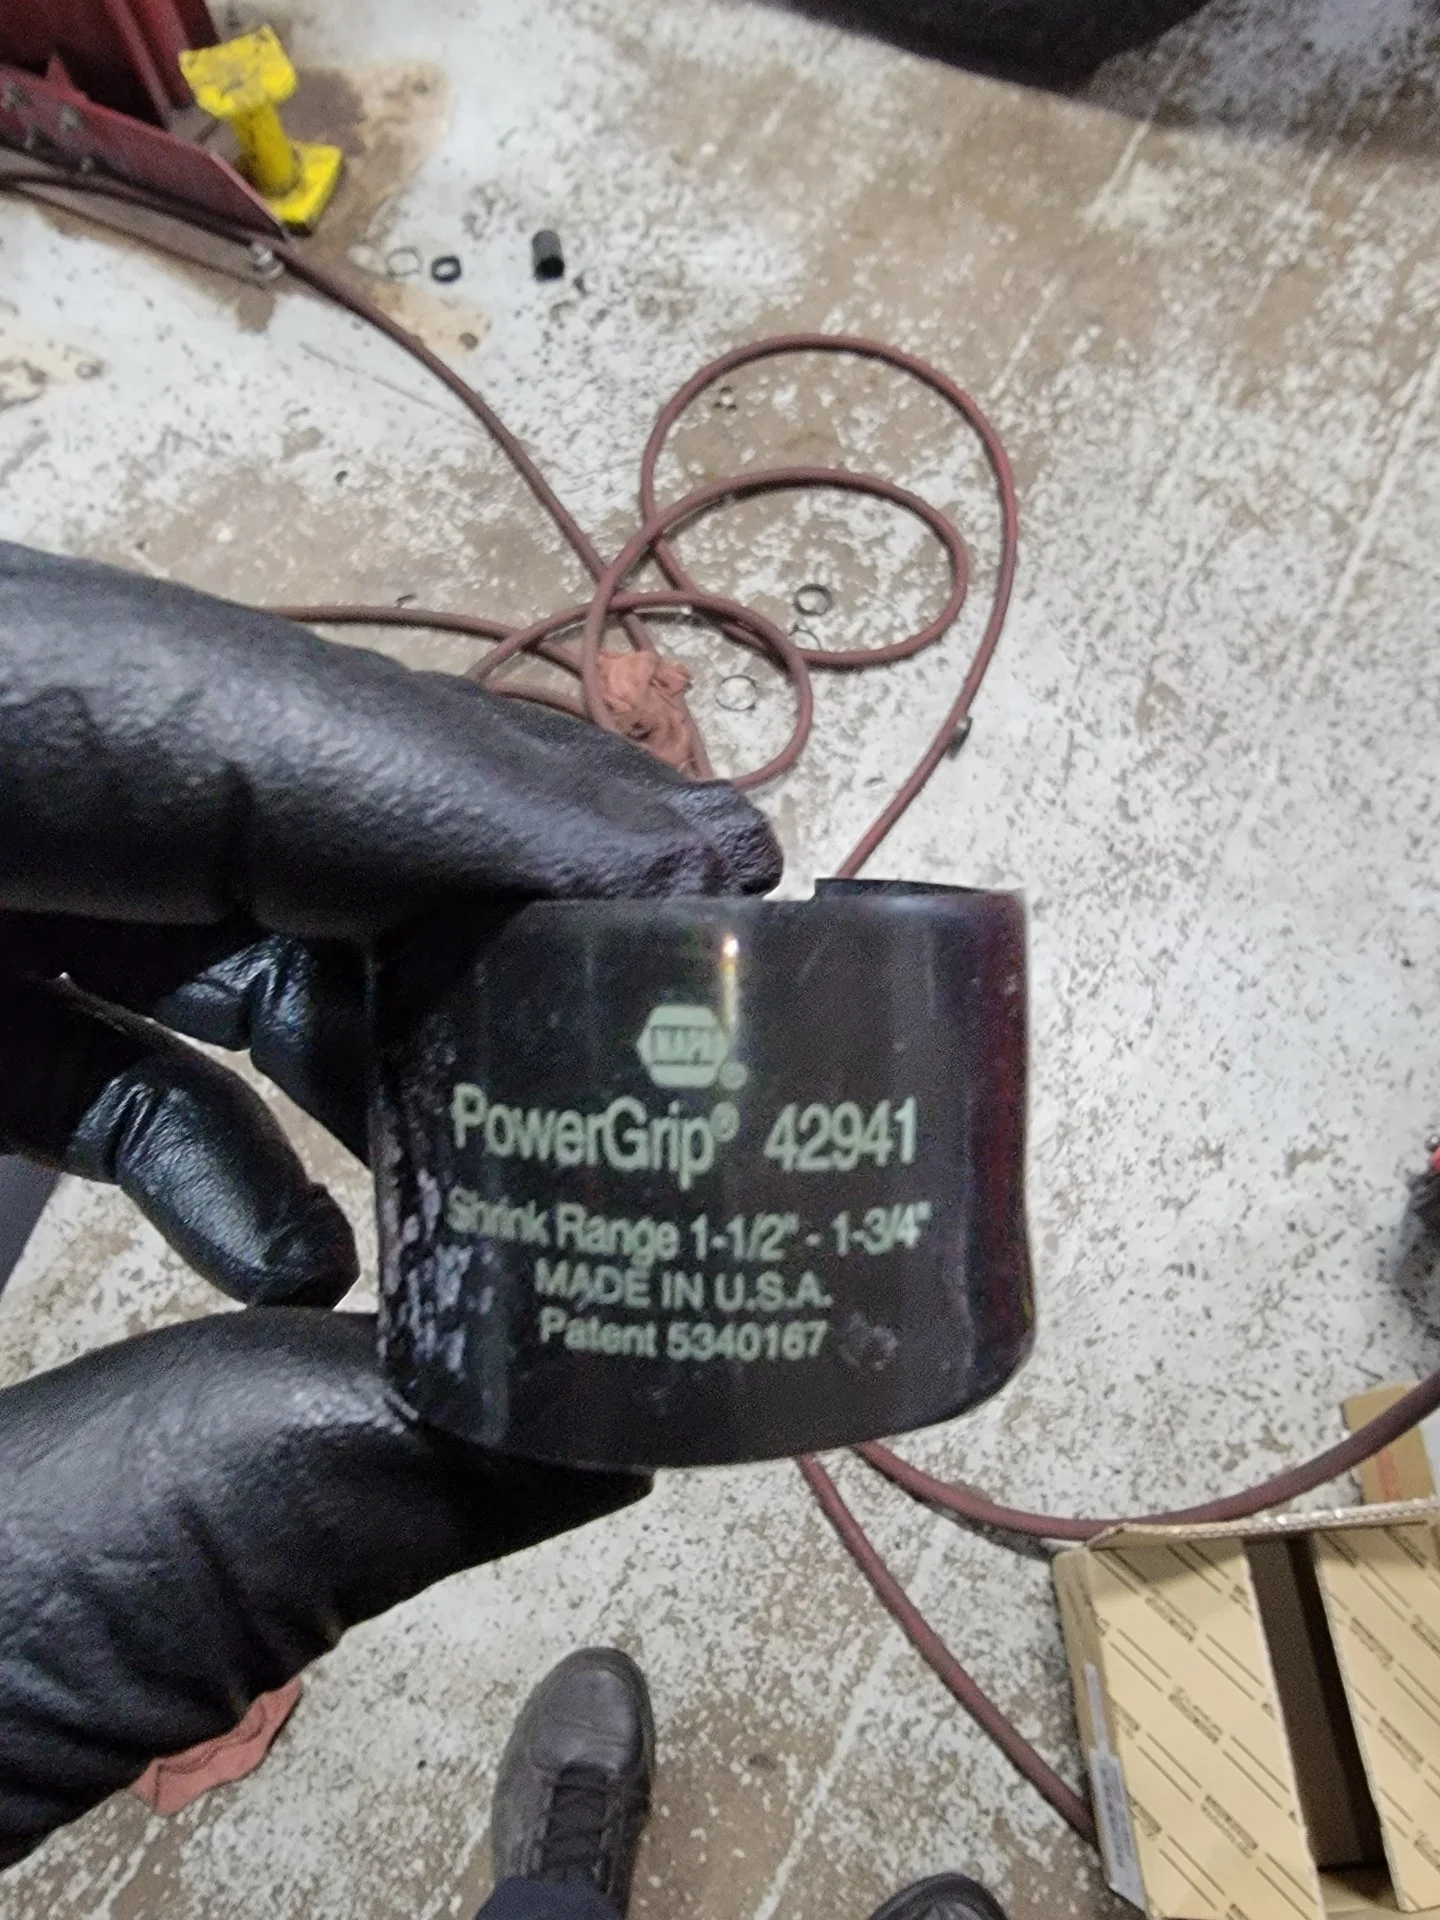 NAPA®
PowerGrip® 42941
Shrink Range 1-1/2" - 1-3/4"
MADE IN U.S.A.
Patent 5340167